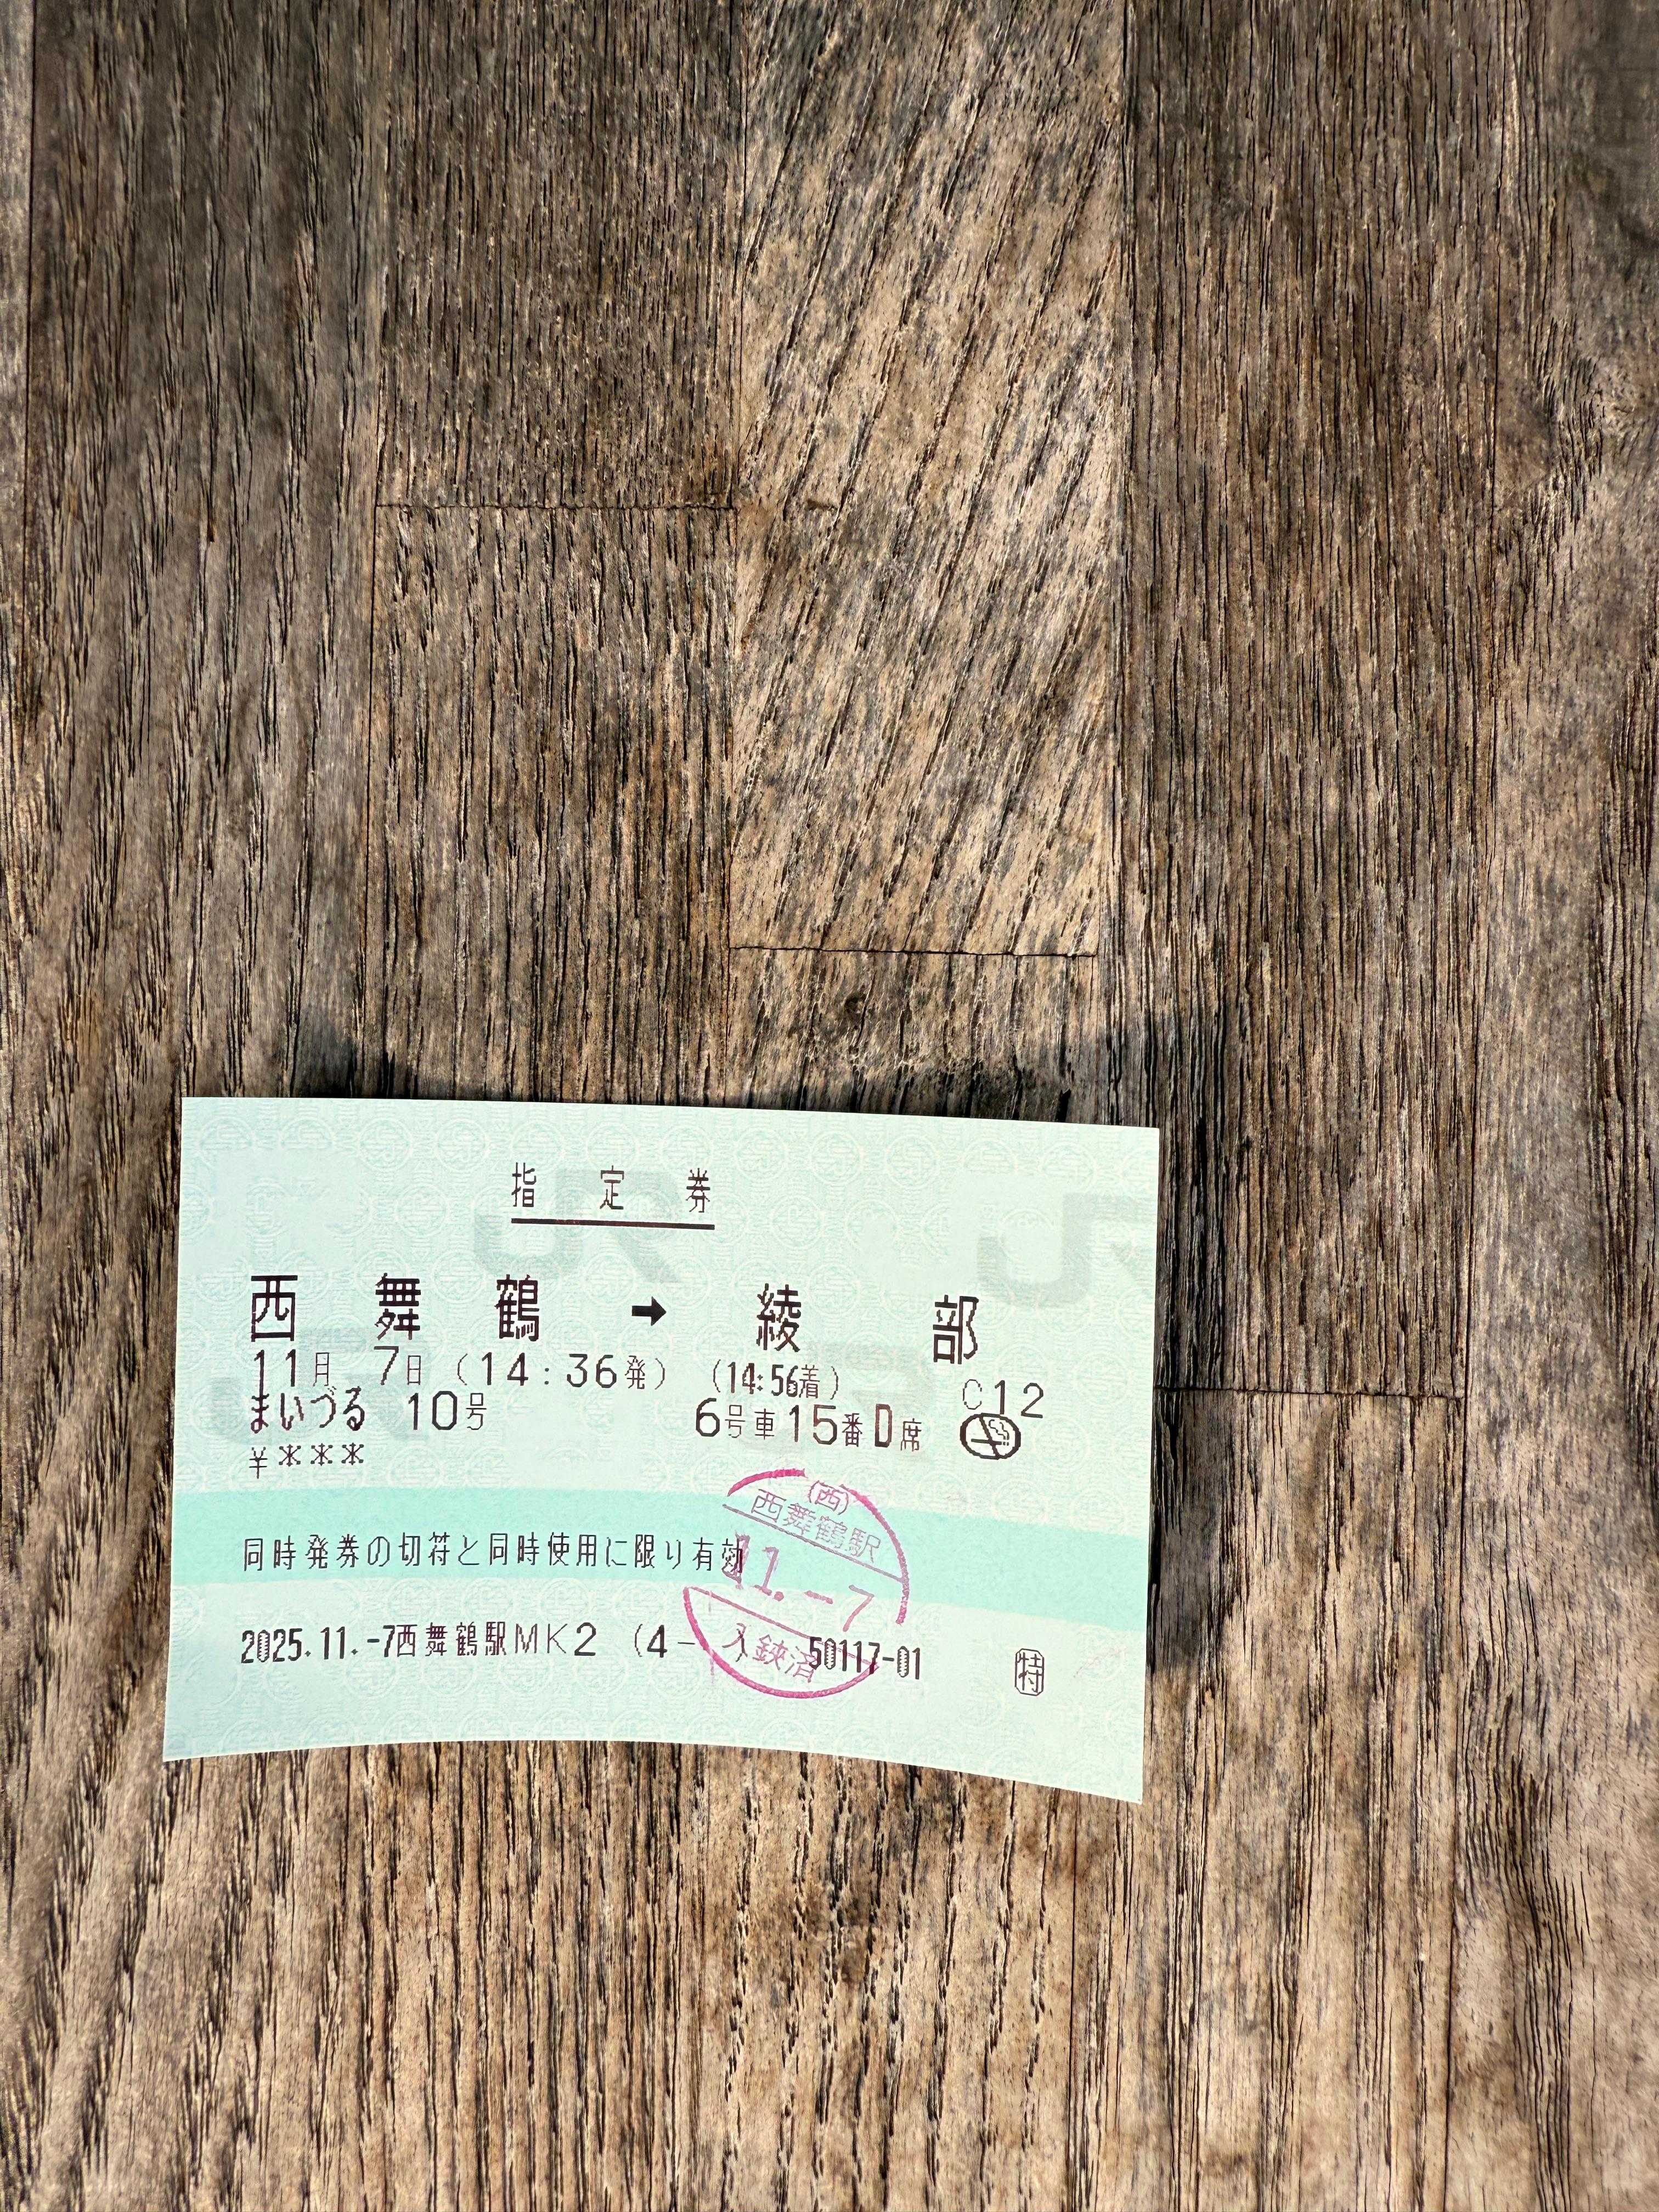 指定券
西舞鶴→綾部
11月 7日(14:36発) (14:56着) C12
まいづる 10号 6号車15番D席
¥***
同時発券の切符と同時使用に限り有効
2025.11.-7西舞鶴駅MK2 (4- 50117-01 特
(西)
西舞鶴駅
11.-7
入鋏済